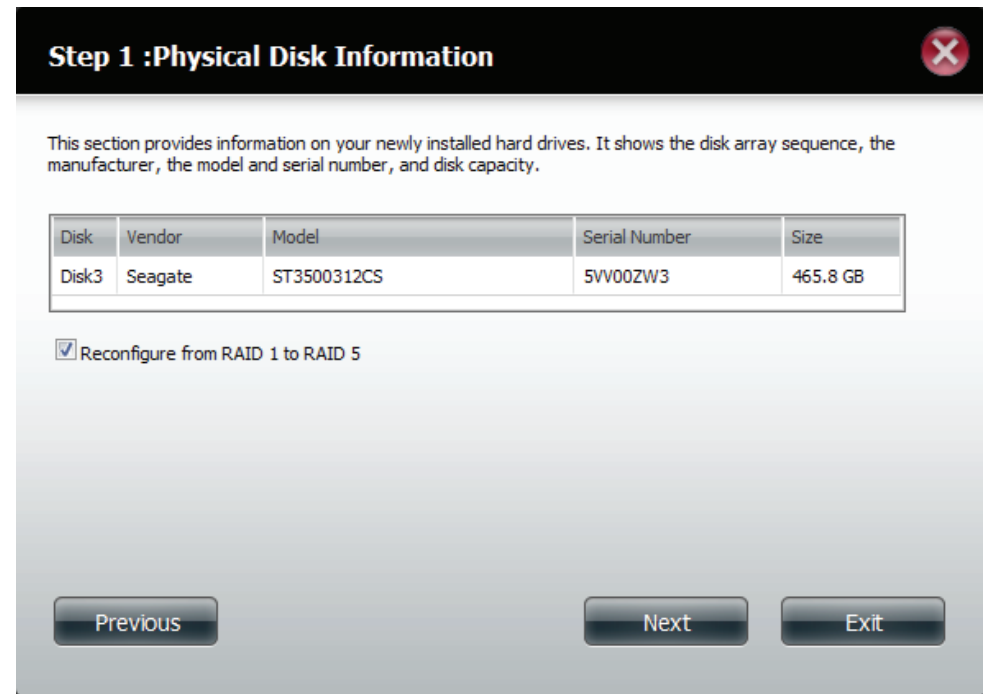 Step 1 :Physical Disk Information
This section provides information on your newly installed hard drives. It shows the disk array sequence, the
manufacturer, the model and serial number, and disk capacity.
Disk Vendor Model Serial Number Size
Disk3 Seagate ST3500312CS 5VV00ZW3 465.8 GB
Reconfigure from RAID 1 to RAID 5
Previous Next Exit